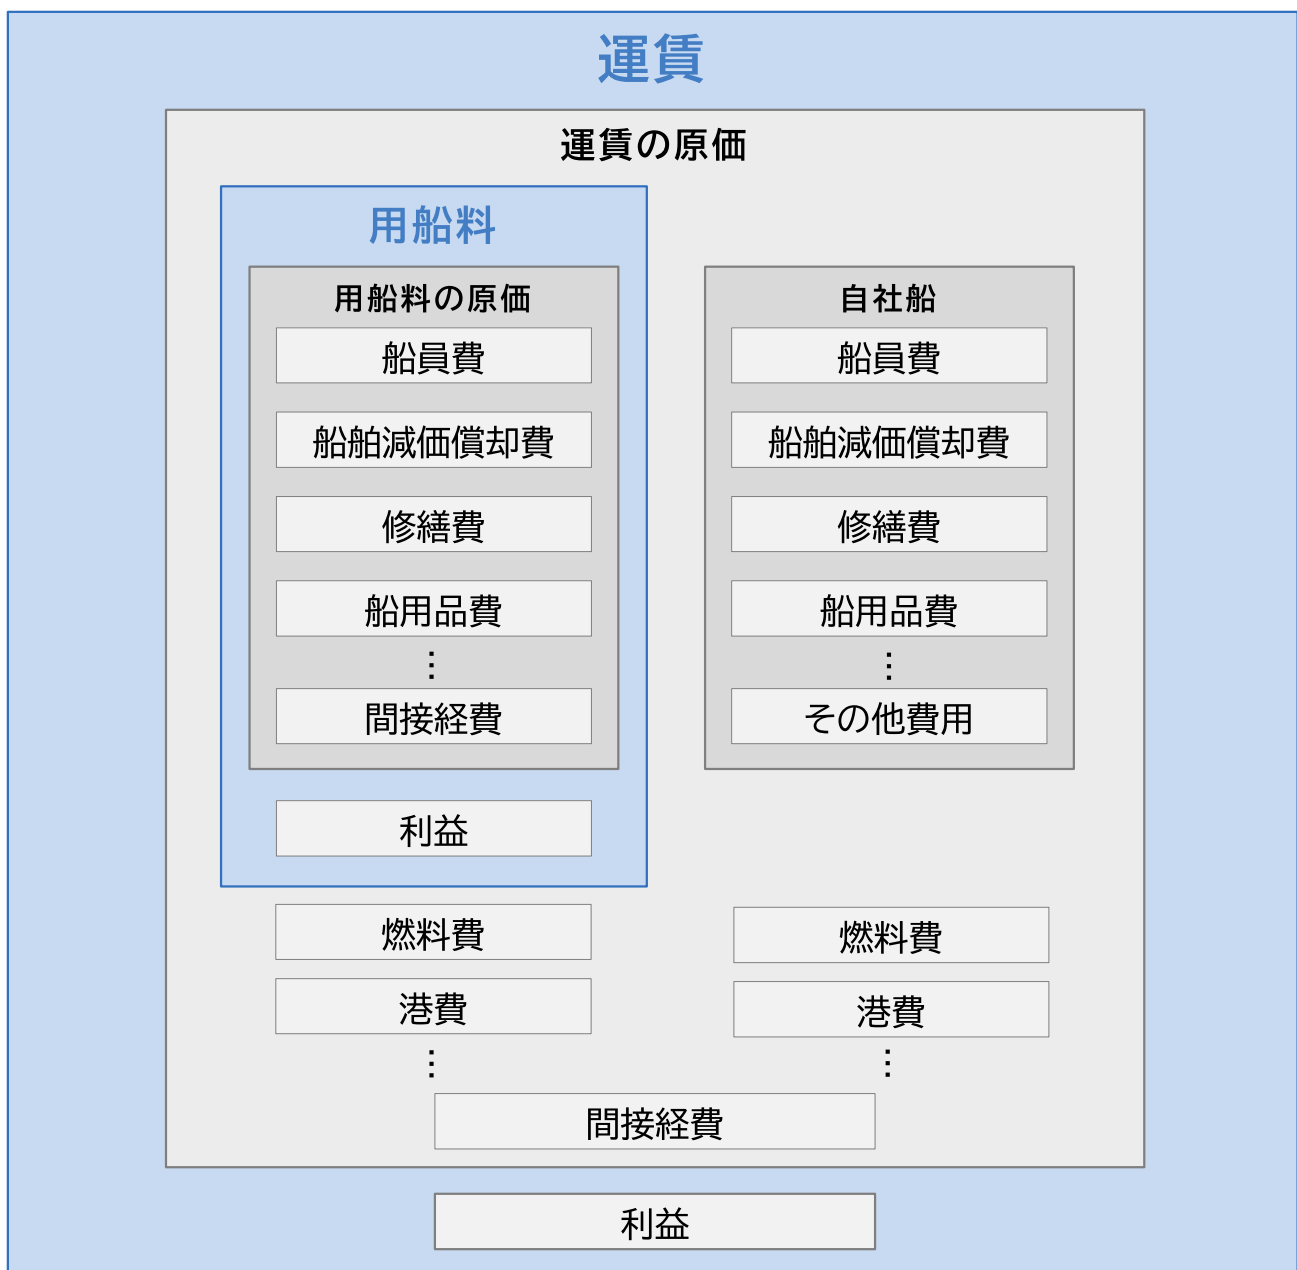 運賃
運賃の原価
用船料
用船料の原価
船員費
船舶減価償却費
修繕費
船用品費
⋮
間接経費
利益
燃料費
港費
⋮
自社船
船員費
船舶減価償却費
修繕費
船用品費
⋮
その他費用
燃料費
港費
⋮
間接経費
利益